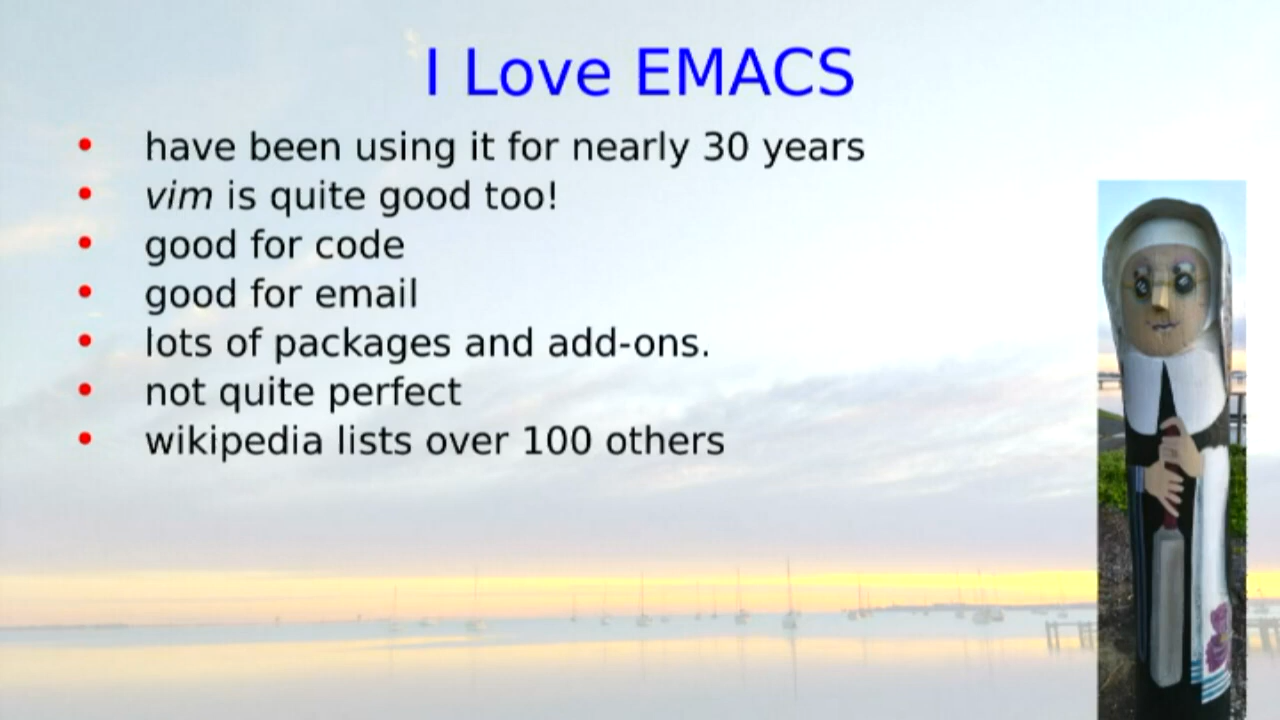 I Love EMACS
• have been using it for nearly 30 years
• vim is quite good too!
• good for code
• good for email
• lots of packages and add-ons.
• not quite perfect
• wikipedia lists over 100 others